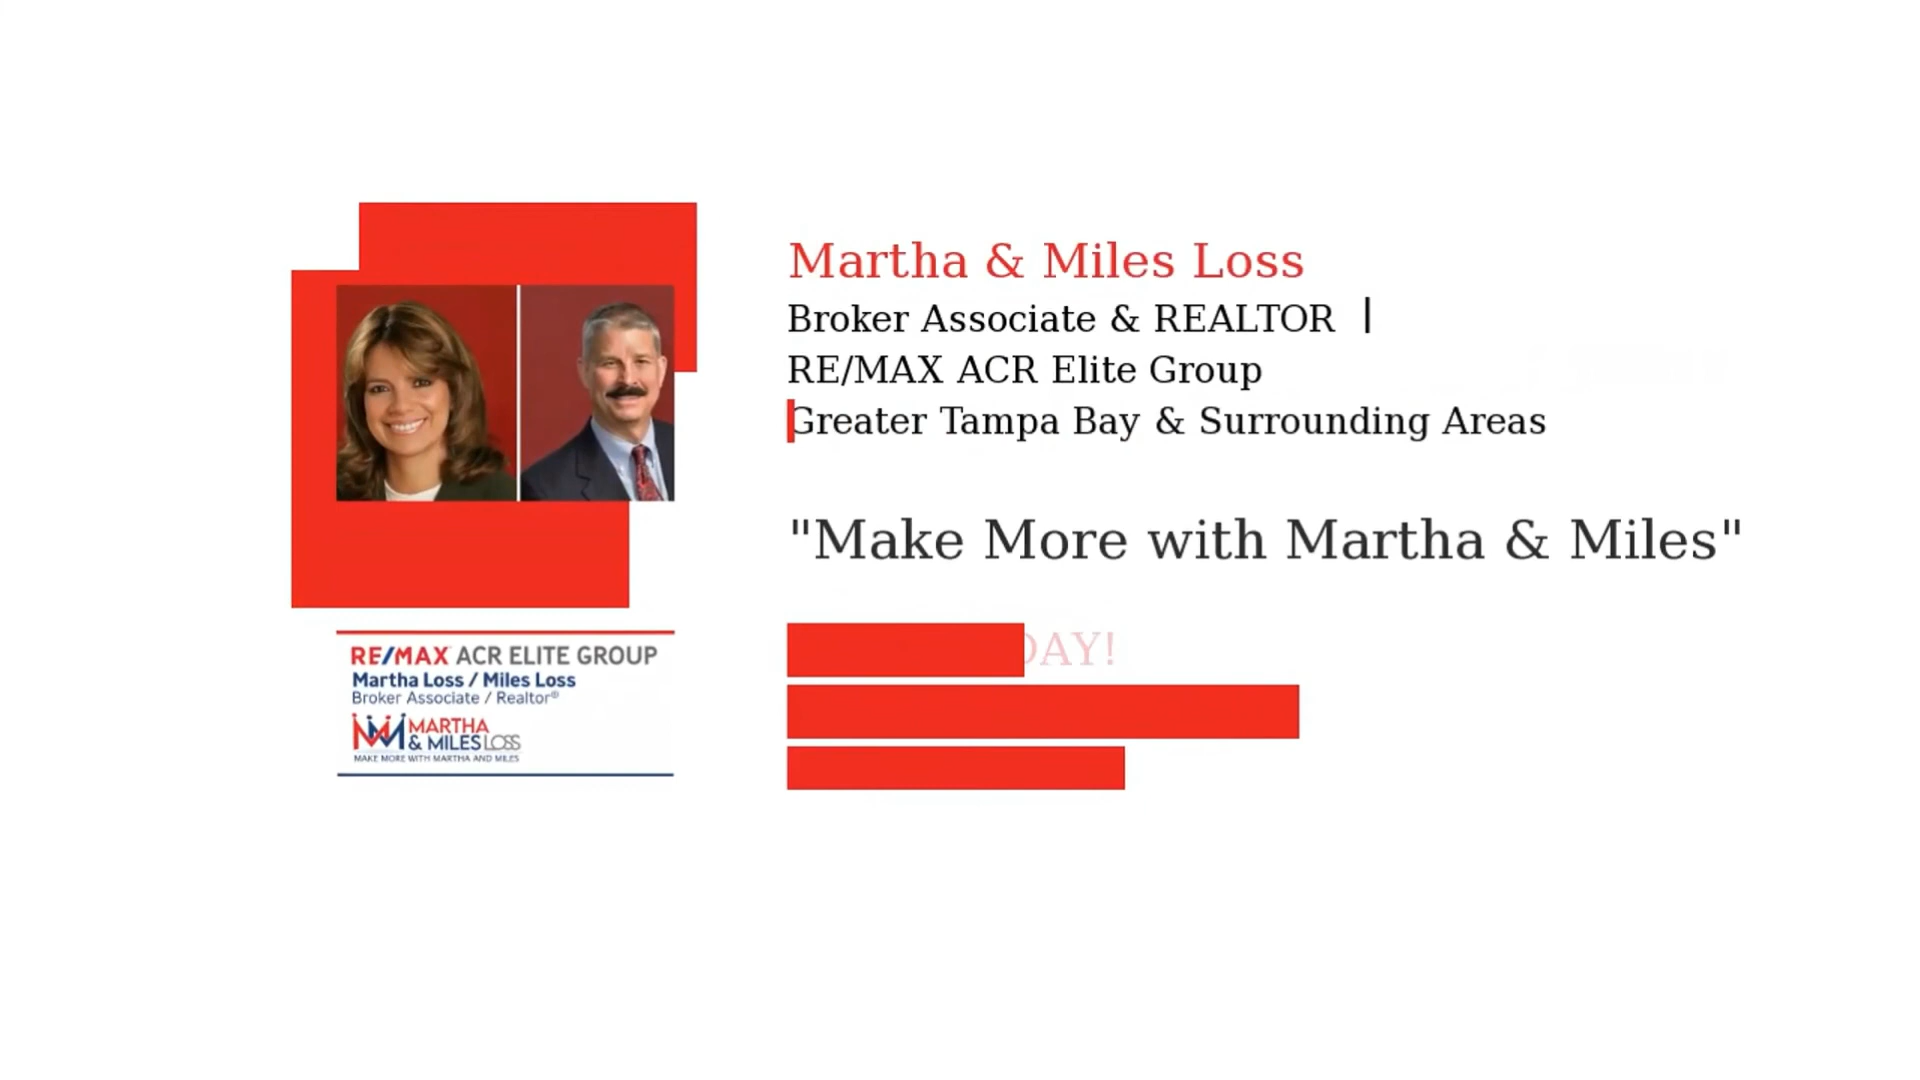 Martha & Miles Loss
Broker Associate & REALTOR |
RE/MAX ACR Elite Group
Greater Tampa Bay & Surrounding Areas
"Make More with Martha & Miles"
DAY!
RE/MAX ACR ELITE GROUP
Martha Loss / Miles Loss
Broker Associate / Realtor®
MARTHA
& MILES LOSS
MAKE MORE WITH MARTHA AND MILES